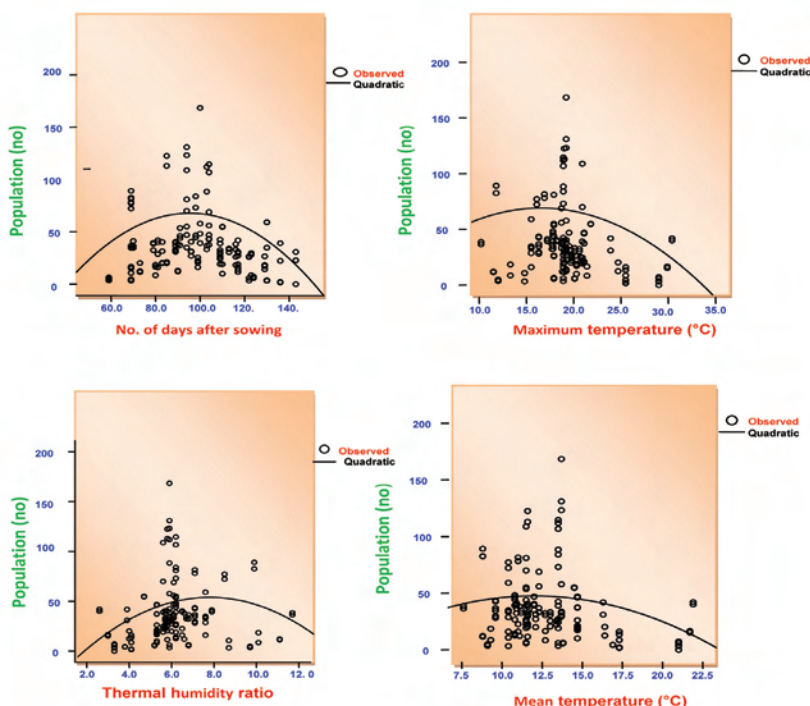 200
150
100
50
0
Population (no)
60.0 80.0 100.0 120.0 140.
No. of days after sowing
Observed
Quadratic
200
150
100
50
0
Population (no)
10.0 15.0 20.0 25.0 30.0 35.0
Maximum temperature (°C)
Observed
Quadratic
200
150
100
50
0
Population (no)
2.0 4.0 6.0 8.0 10.0 12. 0
Thermal humidity ratio
Observed
Quadratic
200
150
100
50
0
Population (no)
7.5 10.0 12.5 15.0 17.5 20.0 22.5
Mean temperature (°C)
Observed
Quadratic